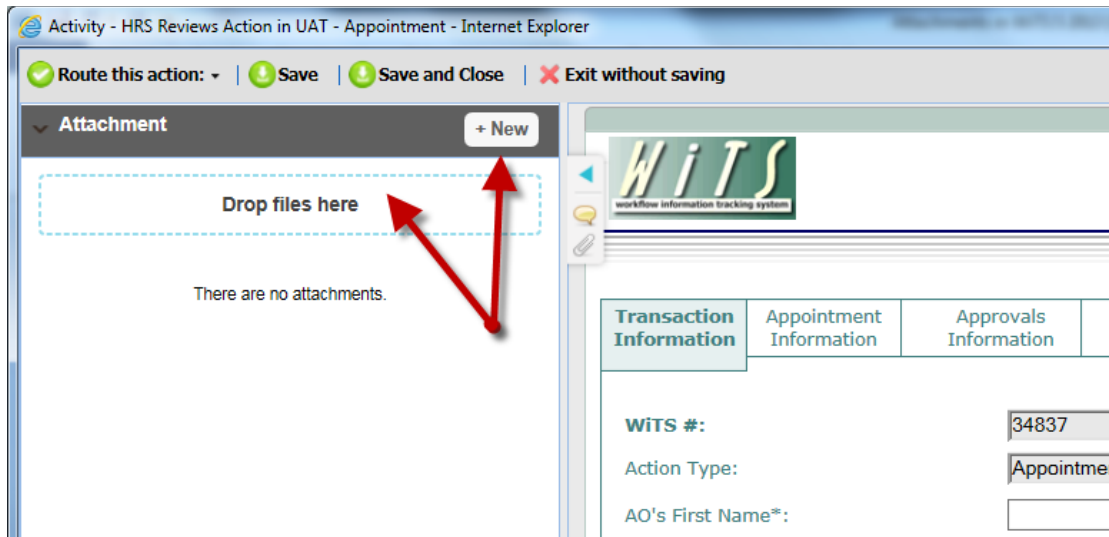 Activity - HRS Reviews Action in UAT - Appointment - Internet Explorer
Route this action: Save Save and Close Exit without saving
Attachment
+ New
Drop files here
There are no attachments.
WiTS
workflow information tracking system
Transaction Information
Appointment Information
Approvals Information
WiTS #: 34837
Action Type: Appointme
AO's First Name*: